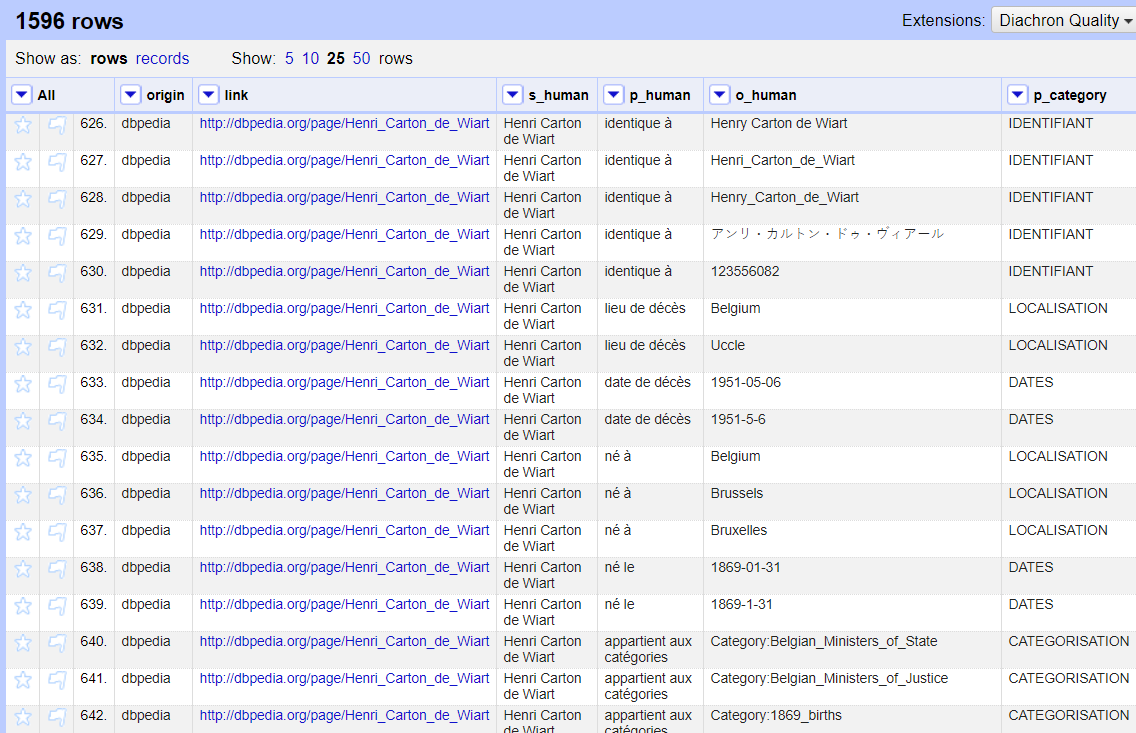 1596 rows
Extensions: Diachron Quality
Show as: rows records Show: 5 10 25 50 rows
All origin link s_human p_human o_human p_category
626. dbpedia http://dbpedia.org/page/Henri_Carton_de_Wiart Henri Carton de Wiart identique à Henry Carton de Wiart IDENTIFIANT
627. dbpedia http://dbpedia.org/page/Henri_Carton_de_Wiart Henri Carton de Wiart identique à Henri_Carton_de_Wiart IDENTIFIANT
628. dbpedia http://dbpedia.org/page/Henri_Carton_de_Wiart Henri Carton de Wiart identique à Henry_Carton_de_Wiart IDENTIFIANT
629. dbpedia http://dbpedia.org/page/Henri_Carton_de_Wiart Henri Carton de Wiart identique à アンリ・カルトン・ドゥ・ヴィアール IDENTIFIANT
630. dbpedia http://dbpedia.org/page/Henri_Carton_de_Wiart Henri Carton de Wiart identique à 123556082 IDENTIFIANT
631. dbpedia http://dbpedia.org/page/Henri_Carton_de_Wiart Henri Carton de Wiart lieu de décès Belgium LOCALISATION
632. dbpedia http://dbpedia.org/page/Henri_Carton_de_Wiart Henri Carton de Wiart lieu de décès Uccle LOCALISATION
633. dbpedia http://dbpedia.org/page/Henri_Carton_de_Wiart Henri Carton de Wiart date de décès 1951-05-06 DATES
634. dbpedia http://dbpedia.org/page/Henri_Carton_de_Wiart Henri Carton de Wiart date de décès 1951-5-6 DATES
635. dbpedia http://dbpedia.org/page/Henri_Carton_de_Wiart Henri Carton de Wiart né à Belgium LOCALISATION
636. dbpedia http://dbpedia.org/page/Henri_Carton_de_Wiart Henri Carton de Wiart né à Brussels LOCALISATION
637. dbpedia http://dbpedia.org/page/Henri_Carton_de_Wiart Henri Carton de Wiart né à Bruxelles LOCALISATION
638. dbpedia http://dbpedia.org/page/Henri_Carton_de_Wiart Henri Carton de Wiart né le 1869-01-31 DATES
639. dbpedia http://dbpedia.org/page/Henri_Carton_de_Wiart Henri Carton de Wiart né le 1869-1-31 DATES
640. dbpedia http://dbpedia.org/page/Henri_Carton_de_Wiart Henri Carton de Wiart appartient aux catégories Category:Belgian_Ministers_of_State CATEGORISATION
641. dbpedia http://dbpedia.org/page/Henri_Carton_de_Wiart Henri Carton de Wiart appartient aux catégories Category:Belgian_Ministers_of_Justice CATEGORISATION
642. dbpedia http://dbpedia.org/page/Henri_Carton_de_Wiart Henri Carton de Wiart appartient aux catégories Category:1869_births CATEGORISATION